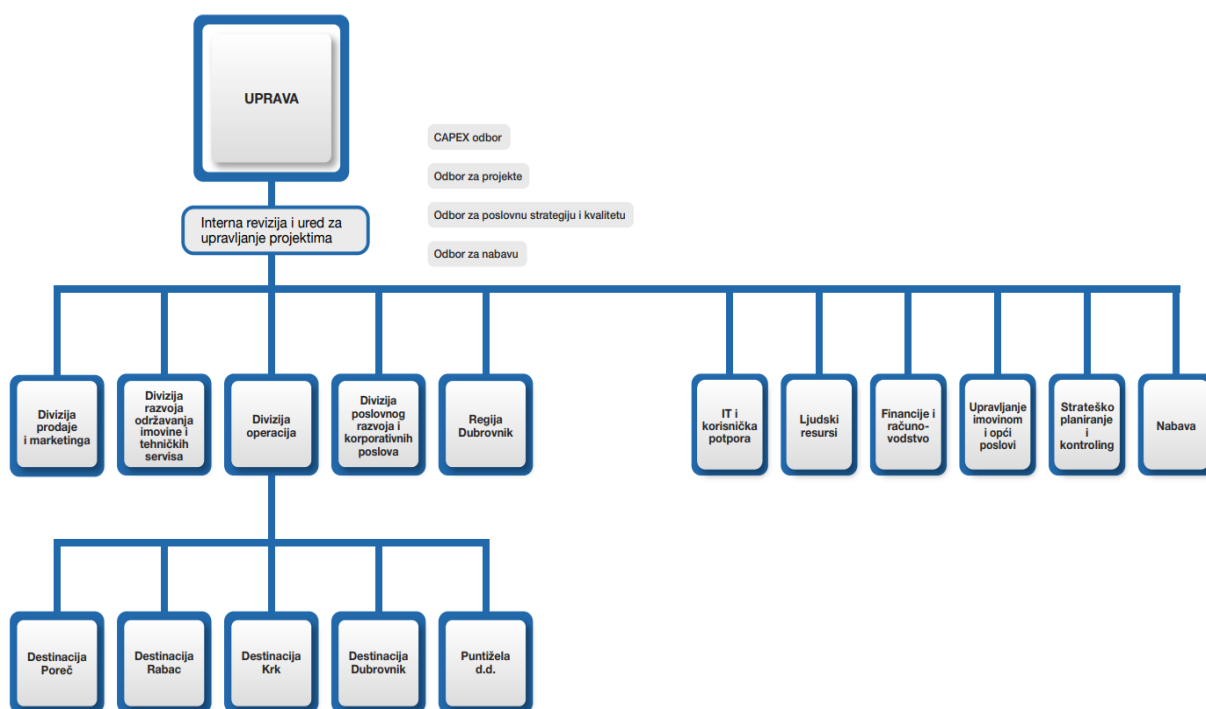 UPRAVA
CAPEX odbor
Odbor za projekte
Odbor za poslovnu strategiju i kvalitetu
Odbor za nabavu
Interna revizija i ured za
upravljanje projektima
Divizija
prodaje
i marketinga
Divizija
razvoja
održavanja
imovine i
tehničkih
servisa
Divizija
operacija
Divizija
poslovnog
razvoja i
korporativnih
poslova
Regija
Dubrovnik
IT i
korisnička
potpora
Ljudski
resursi
Financije i
računo-
vodstvo
Upravljanje
imovinom
i opći
poslovi
Strateško
planiranje
i
kontroling
Nabava
Destinacija
Poreč
Destinacija
Rabac
Destinacija
Krk
Destinacija
Dubrovnik
Puntižela
d.d.